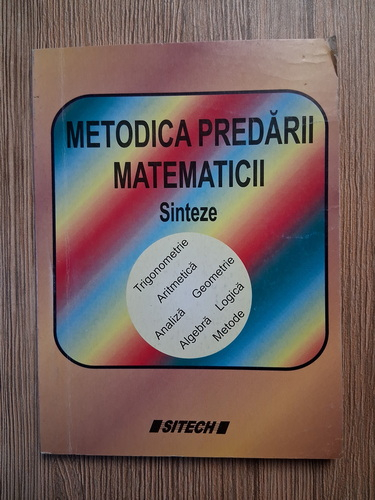 METODICA PREDĂRII
MATEMATICII
Sinteze
Trigonometrie
Aritmetică
Geometrie
Analiză
Logică
Algebră
Metode
SITECH